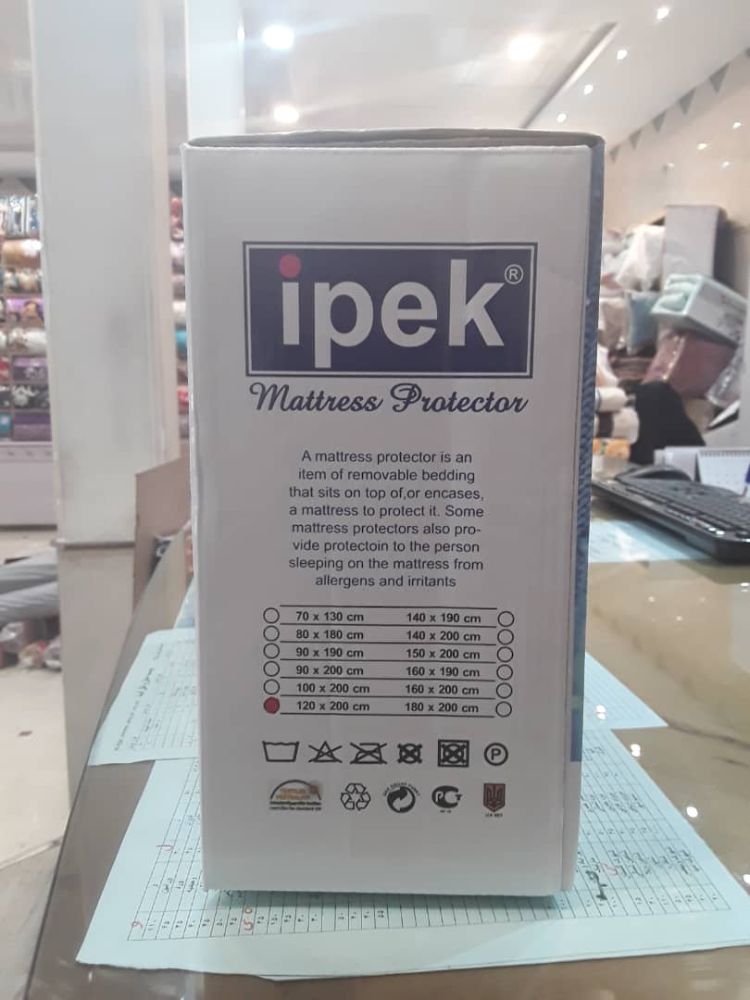 ipek®
Mattress Protector
A mattress protector is an
item of removable bedding
that sits on top of,or encases,
a mattress to protect it. Some
mattress protectors also pro-
vide protectoin to the person
sleeping on the mattress from
allergens and irritants
70 x 130 cm 140 x 190 cm
80 x 180 cm 140 x 200 cm
90 x 190 cm 150 x 200 cm
90 x 200 cm 160 x 190 cm
100 x 200 cm 160 x 200 cm
120 x 200 cm 180 x 200 cm
P